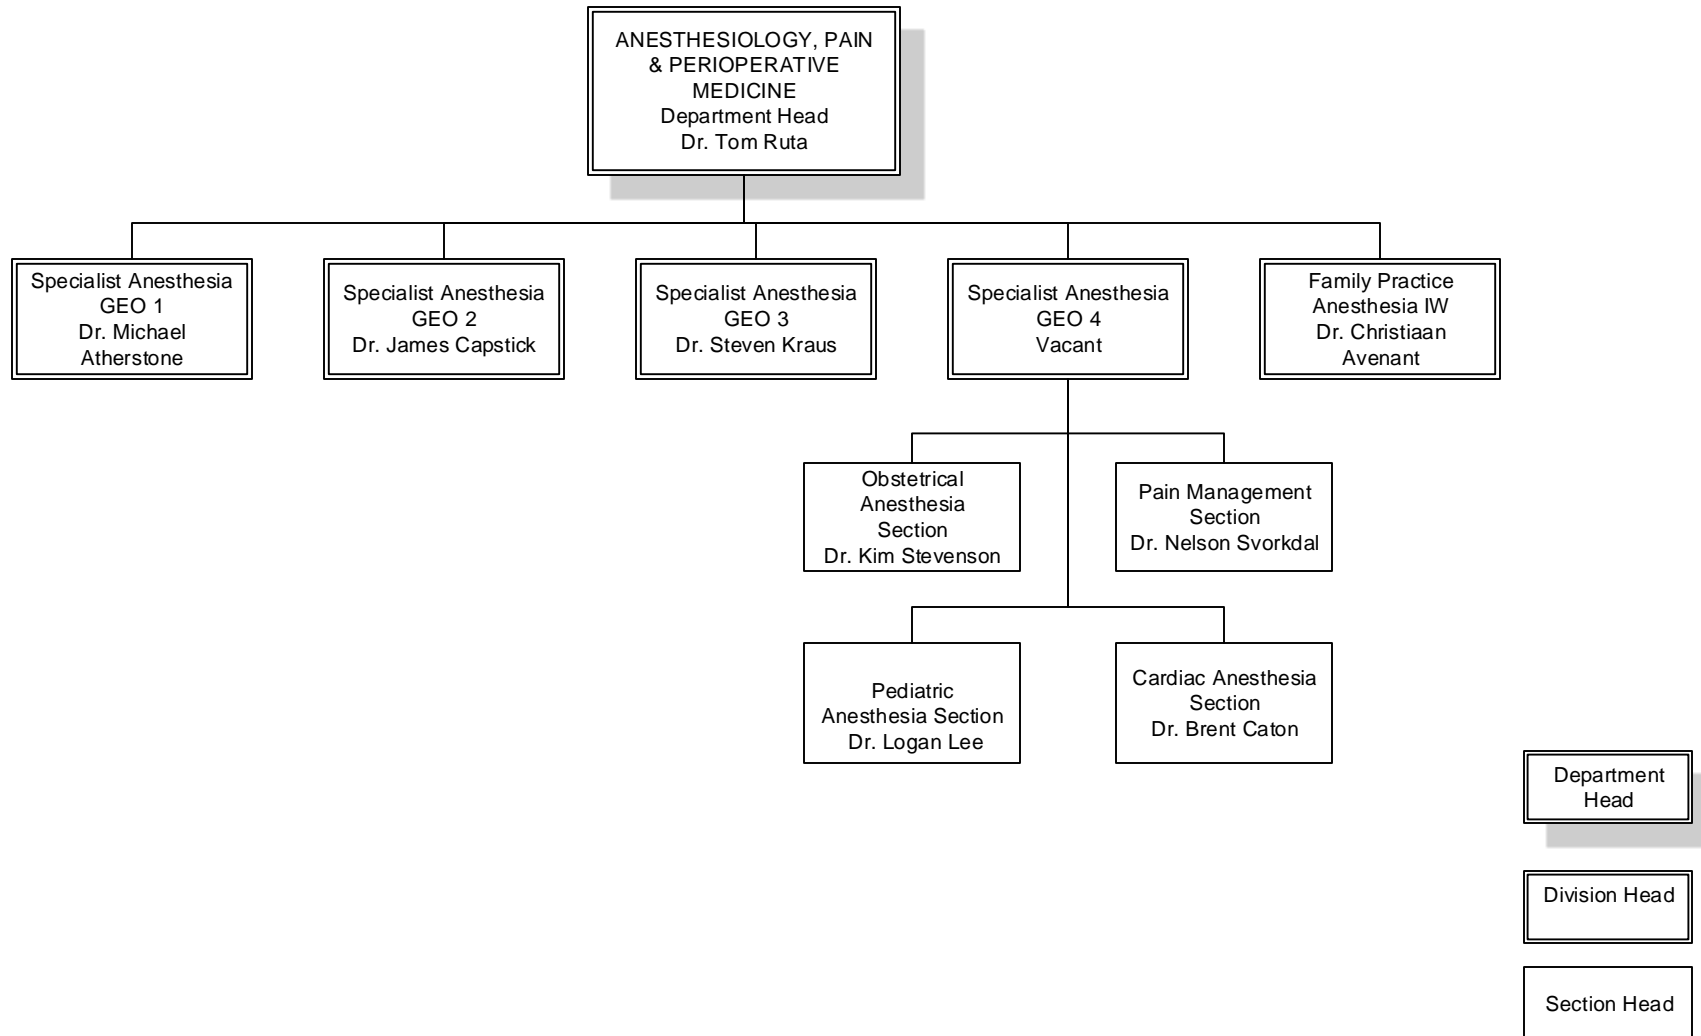 ANESTHESIOLOGY, PAIN
& PERIOPERATIVE
MEDICINE
Department Head
Dr. Tom Ruta
Specialist Anesthesia
GEO 1
Dr. Michael
Atherstone
Specialist Anesthesia
GEO 2
Dr. James Capstick
Specialist Anesthesia
GEO 3
Dr. Steven Kraus
Specialist Anesthesia
GEO 4
Vacant
Family Practice
Anesthesia IW
Dr. Christiaan
Avenant
Obstetrical
Anesthesia
Section
Dr. Kim Stevenson
Pain Management
Section
Dr. Nelson Svorkdal
Pediatric
Anesthesia Section
Dr. Logan Lee
Cardiac Anesthesia
Section
Dr. Brent Caton
Department
Head
Division Head
Section Head